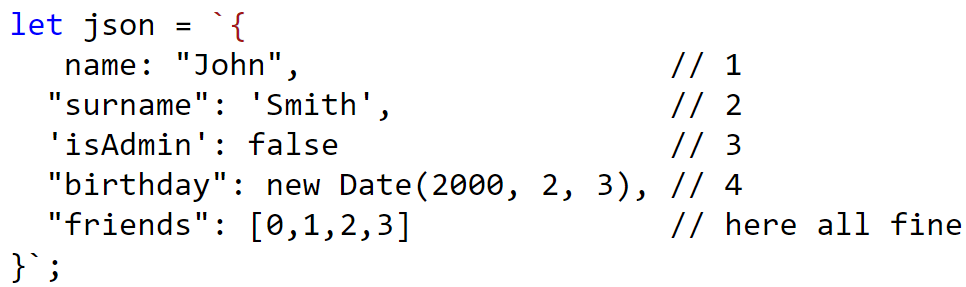 let json = `{
   name: "John",                    // 1
  "surname": 'Smith',               // 2
  'isAdmin': false                  // 3
  "birthday": new Date(2000, 2, 3), // 4
  "friends": [0,1,2,3]              // here all fine
}`;